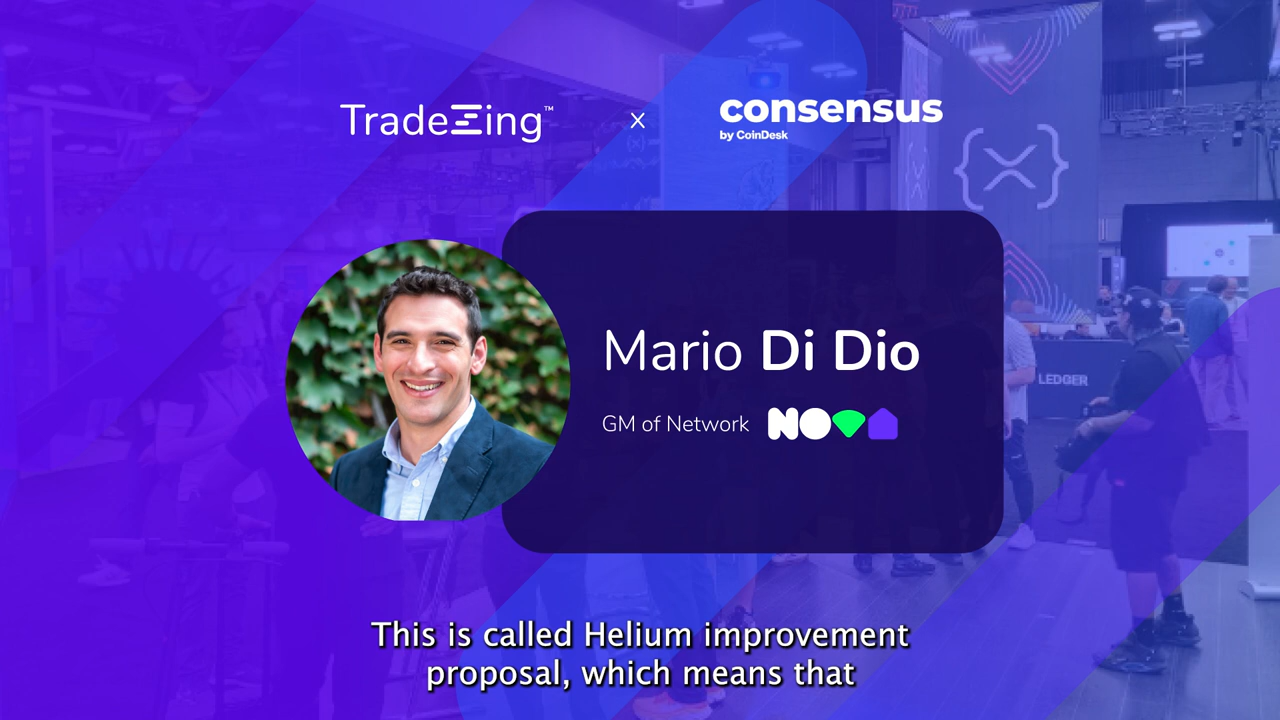 TradeZing™ x consensus
by CoinDesk
{X}
LEDGER
Mario Di Dio
GM of Network NOVA
This is called Helium improvement
proposal, which means that